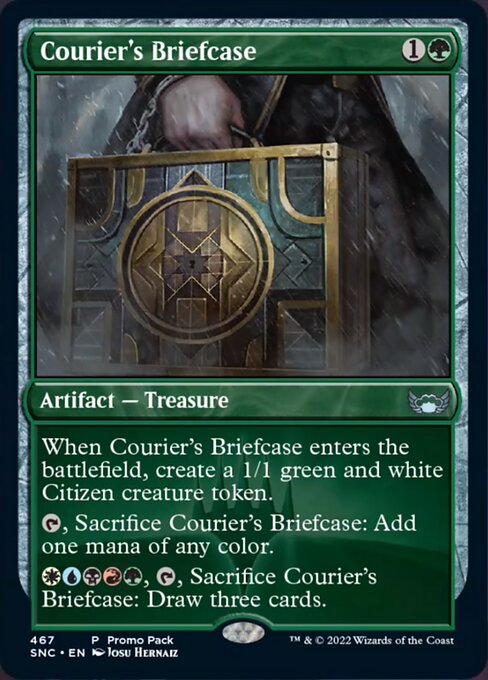 Courier's Briefcase 1
Artifact — Treasure
When Courier's Briefcase enters the
battlefield, create a 1/1 green and white
Citizen creature token.
, Sacrifice Courier's Briefcase: Add
one mana of any color.
, , Sacrifice Courier's
Briefcase: Draw three cards.
467 P Promo Pack
SNC • EN Josu Hernaiz
™ & © 2022 Wizards of the Coast